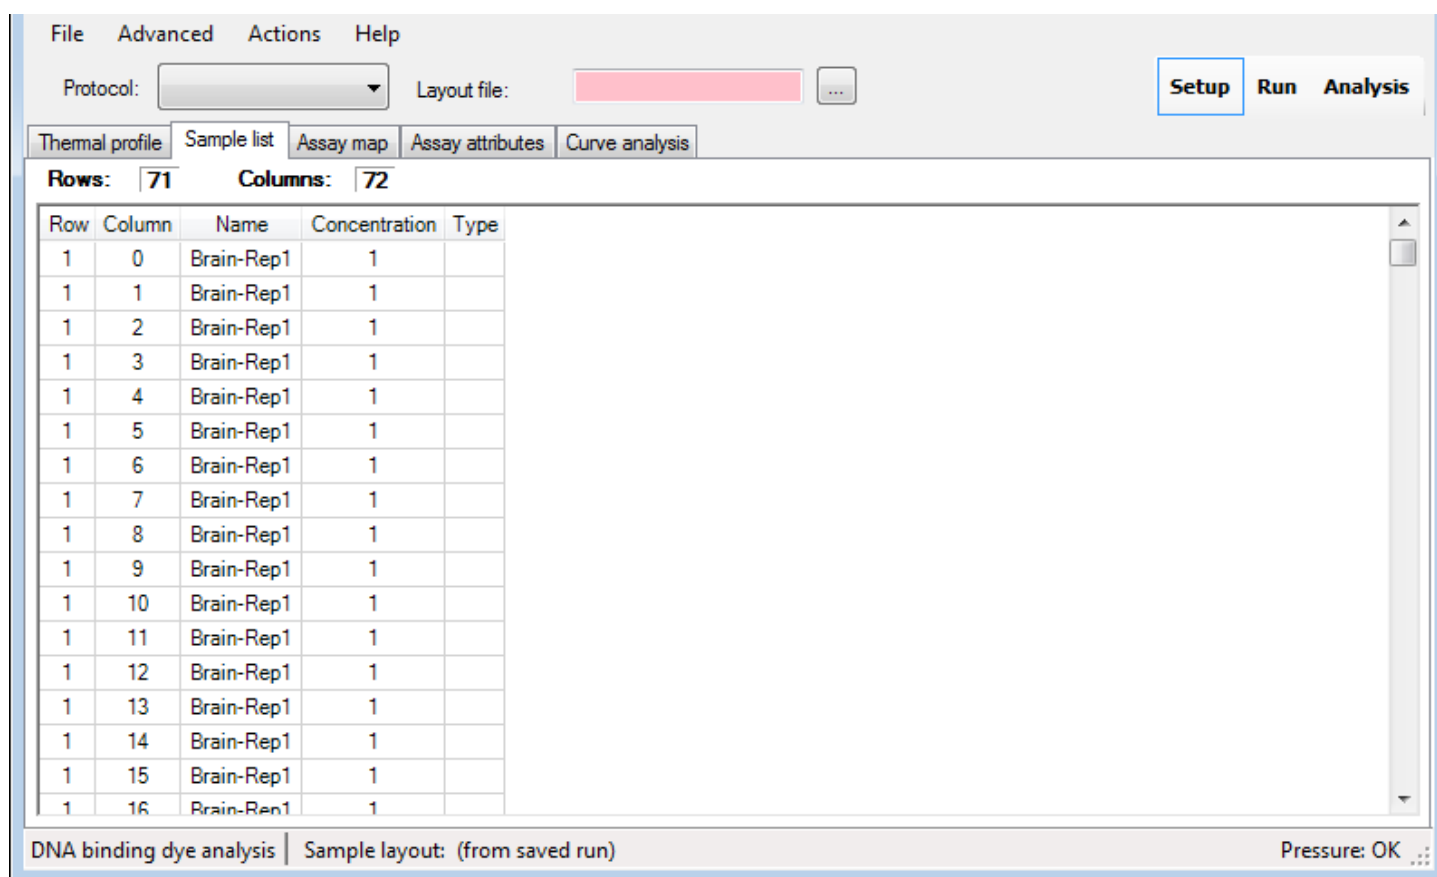 File Advanced Actions Help
Protocol: Layout file: ... Setup Run Analysis
Thermal profile Sample list Assay map Assay attributes Curve analysis
Rows: 71 Columns: 72
Row Column Name Concentration Type
1 0 Brain-Rep1 1
1 1 Brain-Rep1 1
1 2 Brain-Rep1 1
1 3 Brain-Rep1 1
1 4 Brain-Rep1 1
1 5 Brain-Rep1 1
1 6 Brain-Rep1 1
1 7 Brain-Rep1 1
1 8 Brain-Rep1 1
1 9 Brain-Rep1 1
1 10 Brain-Rep1 1
1 11 Brain-Rep1 1
1 12 Brain-Rep1 1
1 13 Brain-Rep1 1
1 14 Brain-Rep1 1
1 15 Brain-Rep1 1
1 16 Brain-Rep1 1
DNA binding dye analysis Sample layout: (from saved run) Pressure: OK